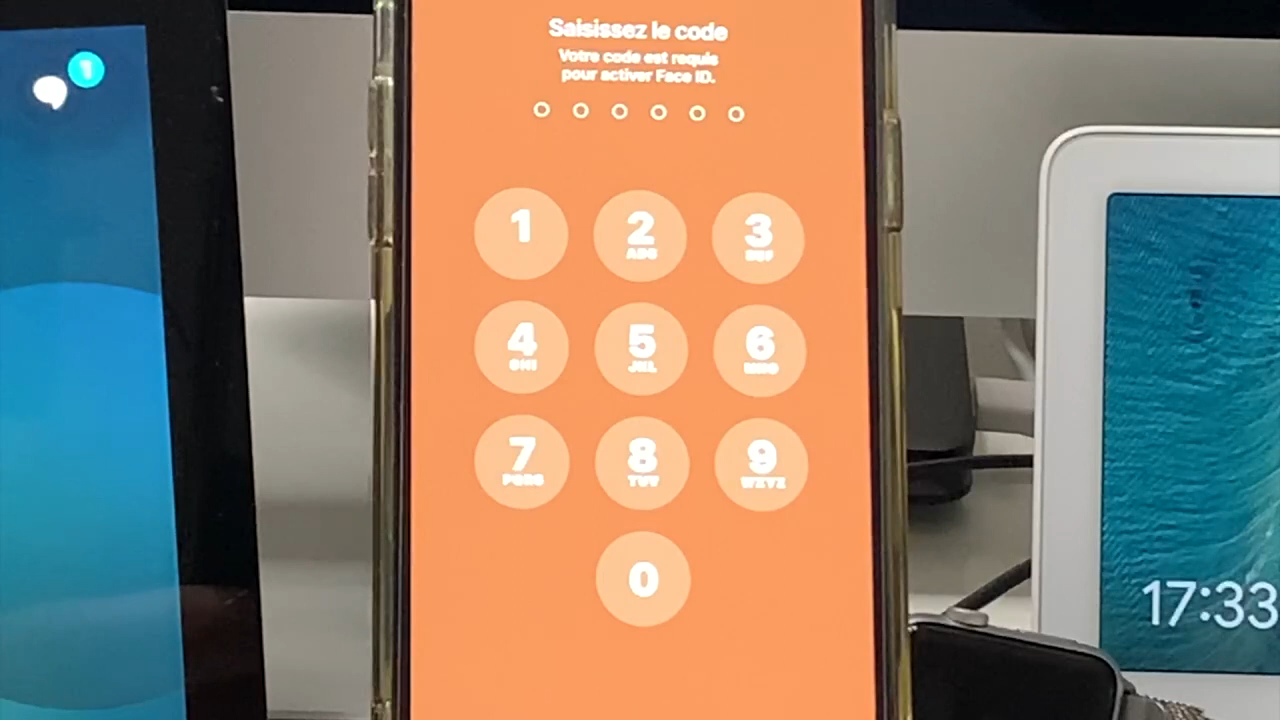 1
Saisissez le code
Votre code est requis
pour activer Face ID.
1
2
ABC
3
DEF
4
GHI
5
JKL
6
MNO
7
PQRS
8
TUV
9
WXYZ
0
17:33